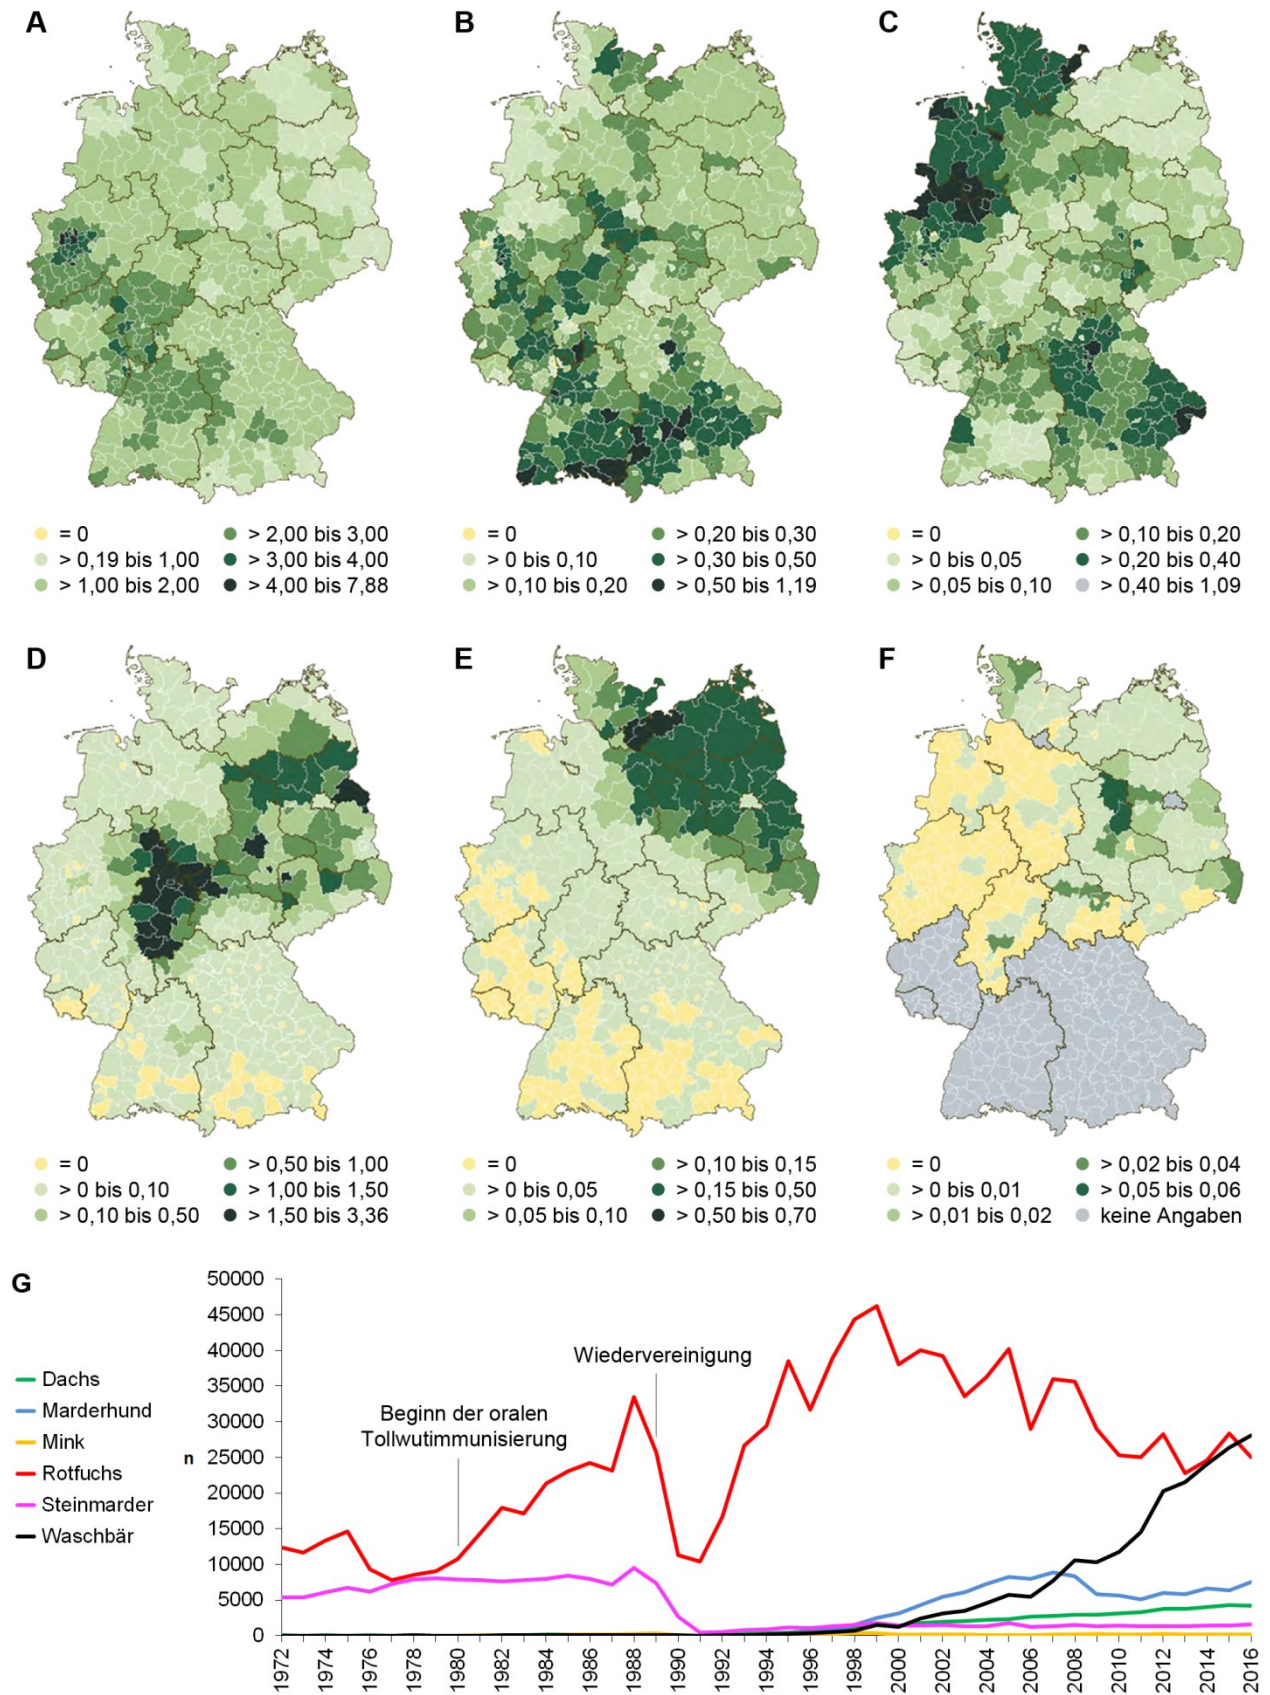 A
B
C
= 0
> 0,19 bis 1,00
> 1,00 bis 2,00
> 2,00 bis 3,00
> 3,00 bis 4,00
> 4,00 bis 7,88
= 0
> 0 bis 0,10
> 0,10 bis 0,20
> 0,20 bis 0,30
> 0,30 bis 0,50
> 0,50 bis 1,19
= 0
> 0 bis 0,05
> 0,05 bis 0,10
> 0,10 bis 0,20
> 0,20 bis 0,40
> 0,40 bis 1,09
D
E
F
= 0
> 0 bis 0,10
> 0,10 bis 0,50
> 0,50 bis 1,00
> 1,00 bis 1,50
> 1,50 bis 3,36
= 0
> 0 bis 0,05
> 0,05 bis 0,10
> 0,10 bis 0,15
> 0,15 bis 0,50
> 0,50 bis 0,70
= 0
> 0 bis 0,01
> 0,01 bis 0,02
> 0,02 bis 0,04
> 0,05 bis 0,06
keine Angaben
G
Dachs
Marderhund
Mink
Rotfuchs
Steinmarder
Waschbär
n
50000
45000
40000
35000
30000
25000
20000
15000
10000
5000
0
Beginn der oralen
Tollwutimmunisierung
Wiedervereinigung
1972
1974
1976
1978
1980
1982
1984
1986
1988
1990
1992
1994
1996
1998
2000
2002
2004
2006
2008
2010
2012
2014
2016